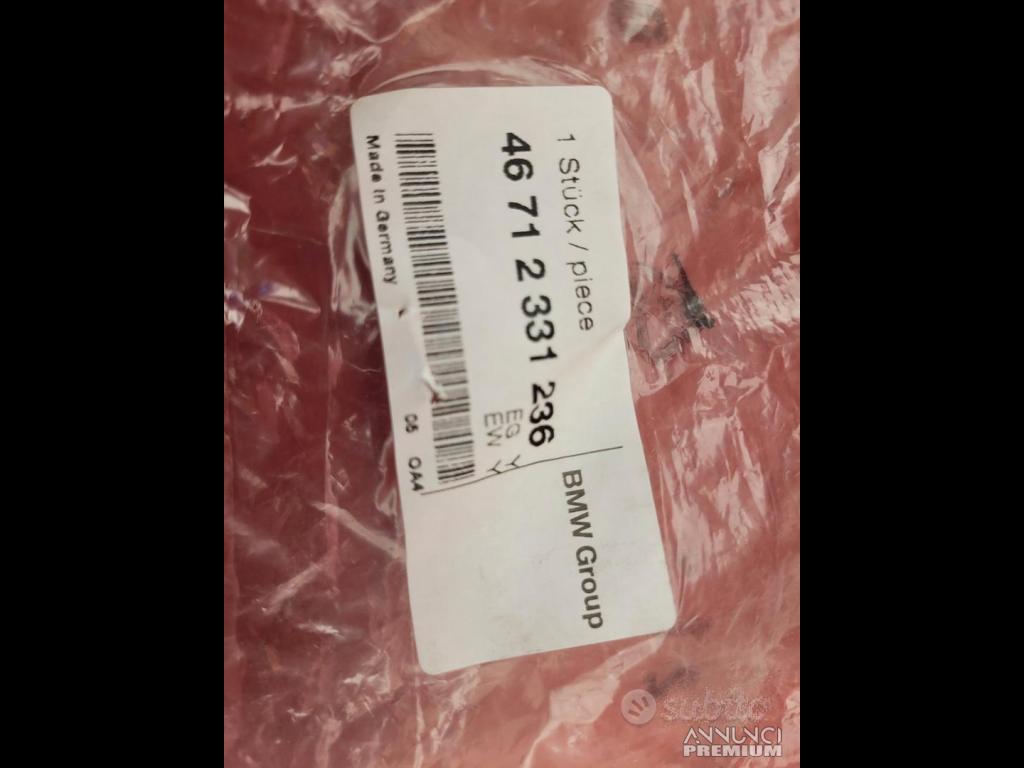 1 Stück / piece
46 71 2 331 236
EG Y
EW Y
Made in Germany
05 OA4
BMW Group
subito
ANNUNCI
PREMIUM